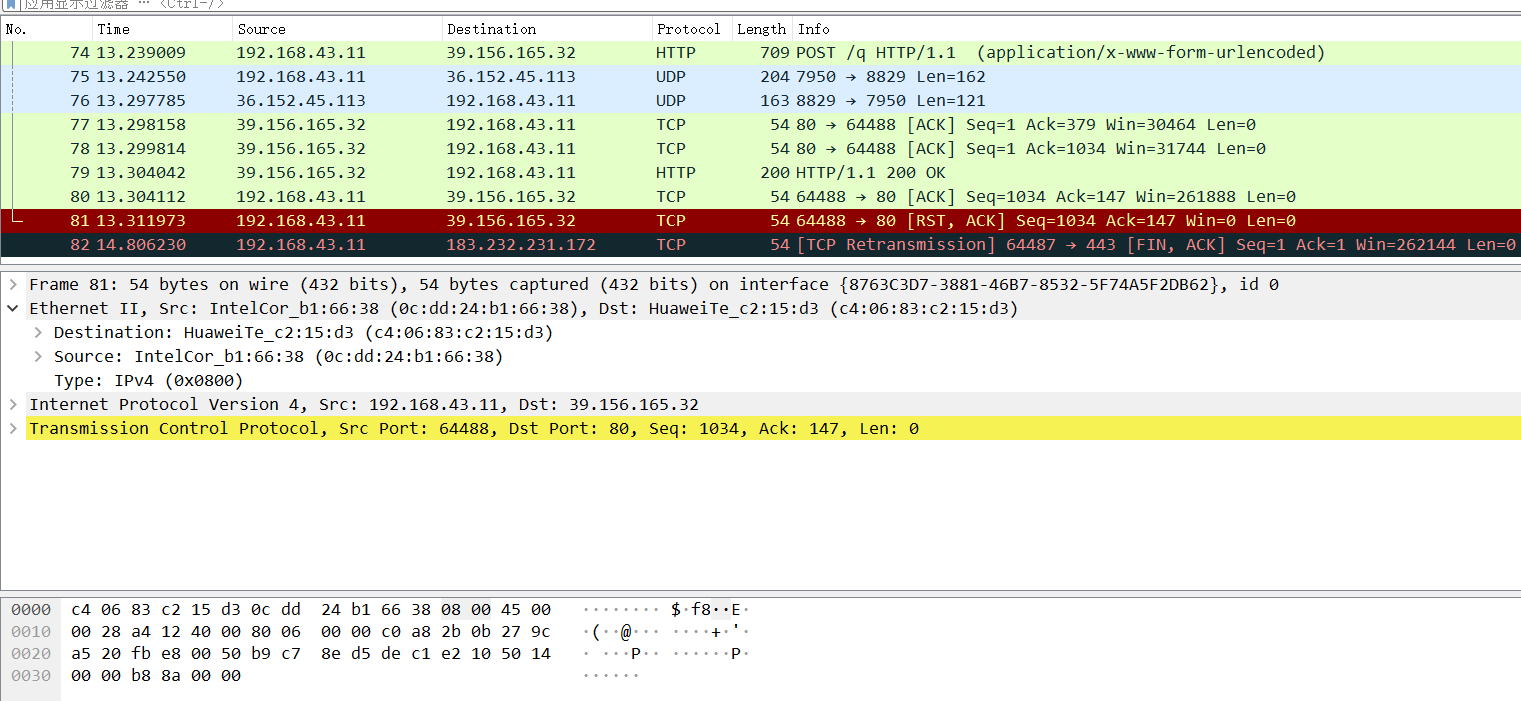 应用显示过滤器 … <Ctrl-/>
No. Time Source Destination Protocol Length Info
74 13.239009 192.168.43.11 39.156.165.32 HTTP 709 POST /q HTTP/1.1  (application/x-www-form-urlencoded)
75 13.242550 192.168.43.11 36.152.45.113 UDP 204 7950 → 8829 Len=162
76 13.297785 36.152.45.113 192.168.43.11 UDP 163 8829 → 7950 Len=121
77 13.298158 39.156.165.32 192.168.43.11 TCP 54 80 → 64488 [ACK] Seq=1 Ack=379 Win=30464 Len=0
78 13.299814 39.156.165.32 192.168.43.11 TCP 54 80 → 64488 [ACK] Seq=1 Ack=1034 Win=31744 Len=0
79 13.304042 39.156.165.32 192.168.43.11 HTTP 200 HTTP/1.1 200 OK
80 13.304112 192.168.43.11 39.156.165.32 TCP 54 64488 → 80 [ACK] Seq=1034 Ack=147 Win=261888 Len=0
81 13.311973 192.168.43.11 39.156.165.32 TCP 54 64488 → 80 [RST, ACK] Seq=1034 Ack=147 Win=0 Len=0
82 14.806230 192.168.43.11 183.232.231.172 TCP 54 [TCP Retransmission] 64487 → 443 [FIN, ACK] Seq=1 Ack=1 Win=262144 Len=0
Frame 81: 54 bytes on wire (432 bits), 54 bytes captured (432 bits) on interface {8763C3D7-3881-46B7-8532-5F74A5F2DB62}, id 0
Ethernet II, Src: IntelCor_b1:66:38 (0c:dd:24:b1:66:38), Dst: HuaweiTe_c2:15:d3 (c4:06:83:c2:15:d3)
Destination: HuaweiTe_c2:15:d3 (c4:06:83:c2:15:d3)
Source: IntelCor_b1:66:38 (0c:dd:24:b1:66:38)
Type: IPv4 (0x0800)
Internet Protocol Version 4, Src: 192.168.43.11, Dst: 39.156.165.32
Transmission Control Protocol, Src Port: 64488, Dst Port: 80, Seq: 1034, Ack: 147, Len: 0
0000 c4 06 83 c2 15 d3 0c dd 24 b1 66 38 08 00 45 00 ········ $·f8··E·
0010 00 28 a4 12 40 00 80 06 00 00 c0 a8 2b 0b 27 9c ·(··@··· ····+·'·
0020 a5 20 fb e8 00 50 b9 c7 8e d5 de c1 e2 10 50 14 · ···P·· ······P·
0030 00 00 b8 8a 00 00 ······